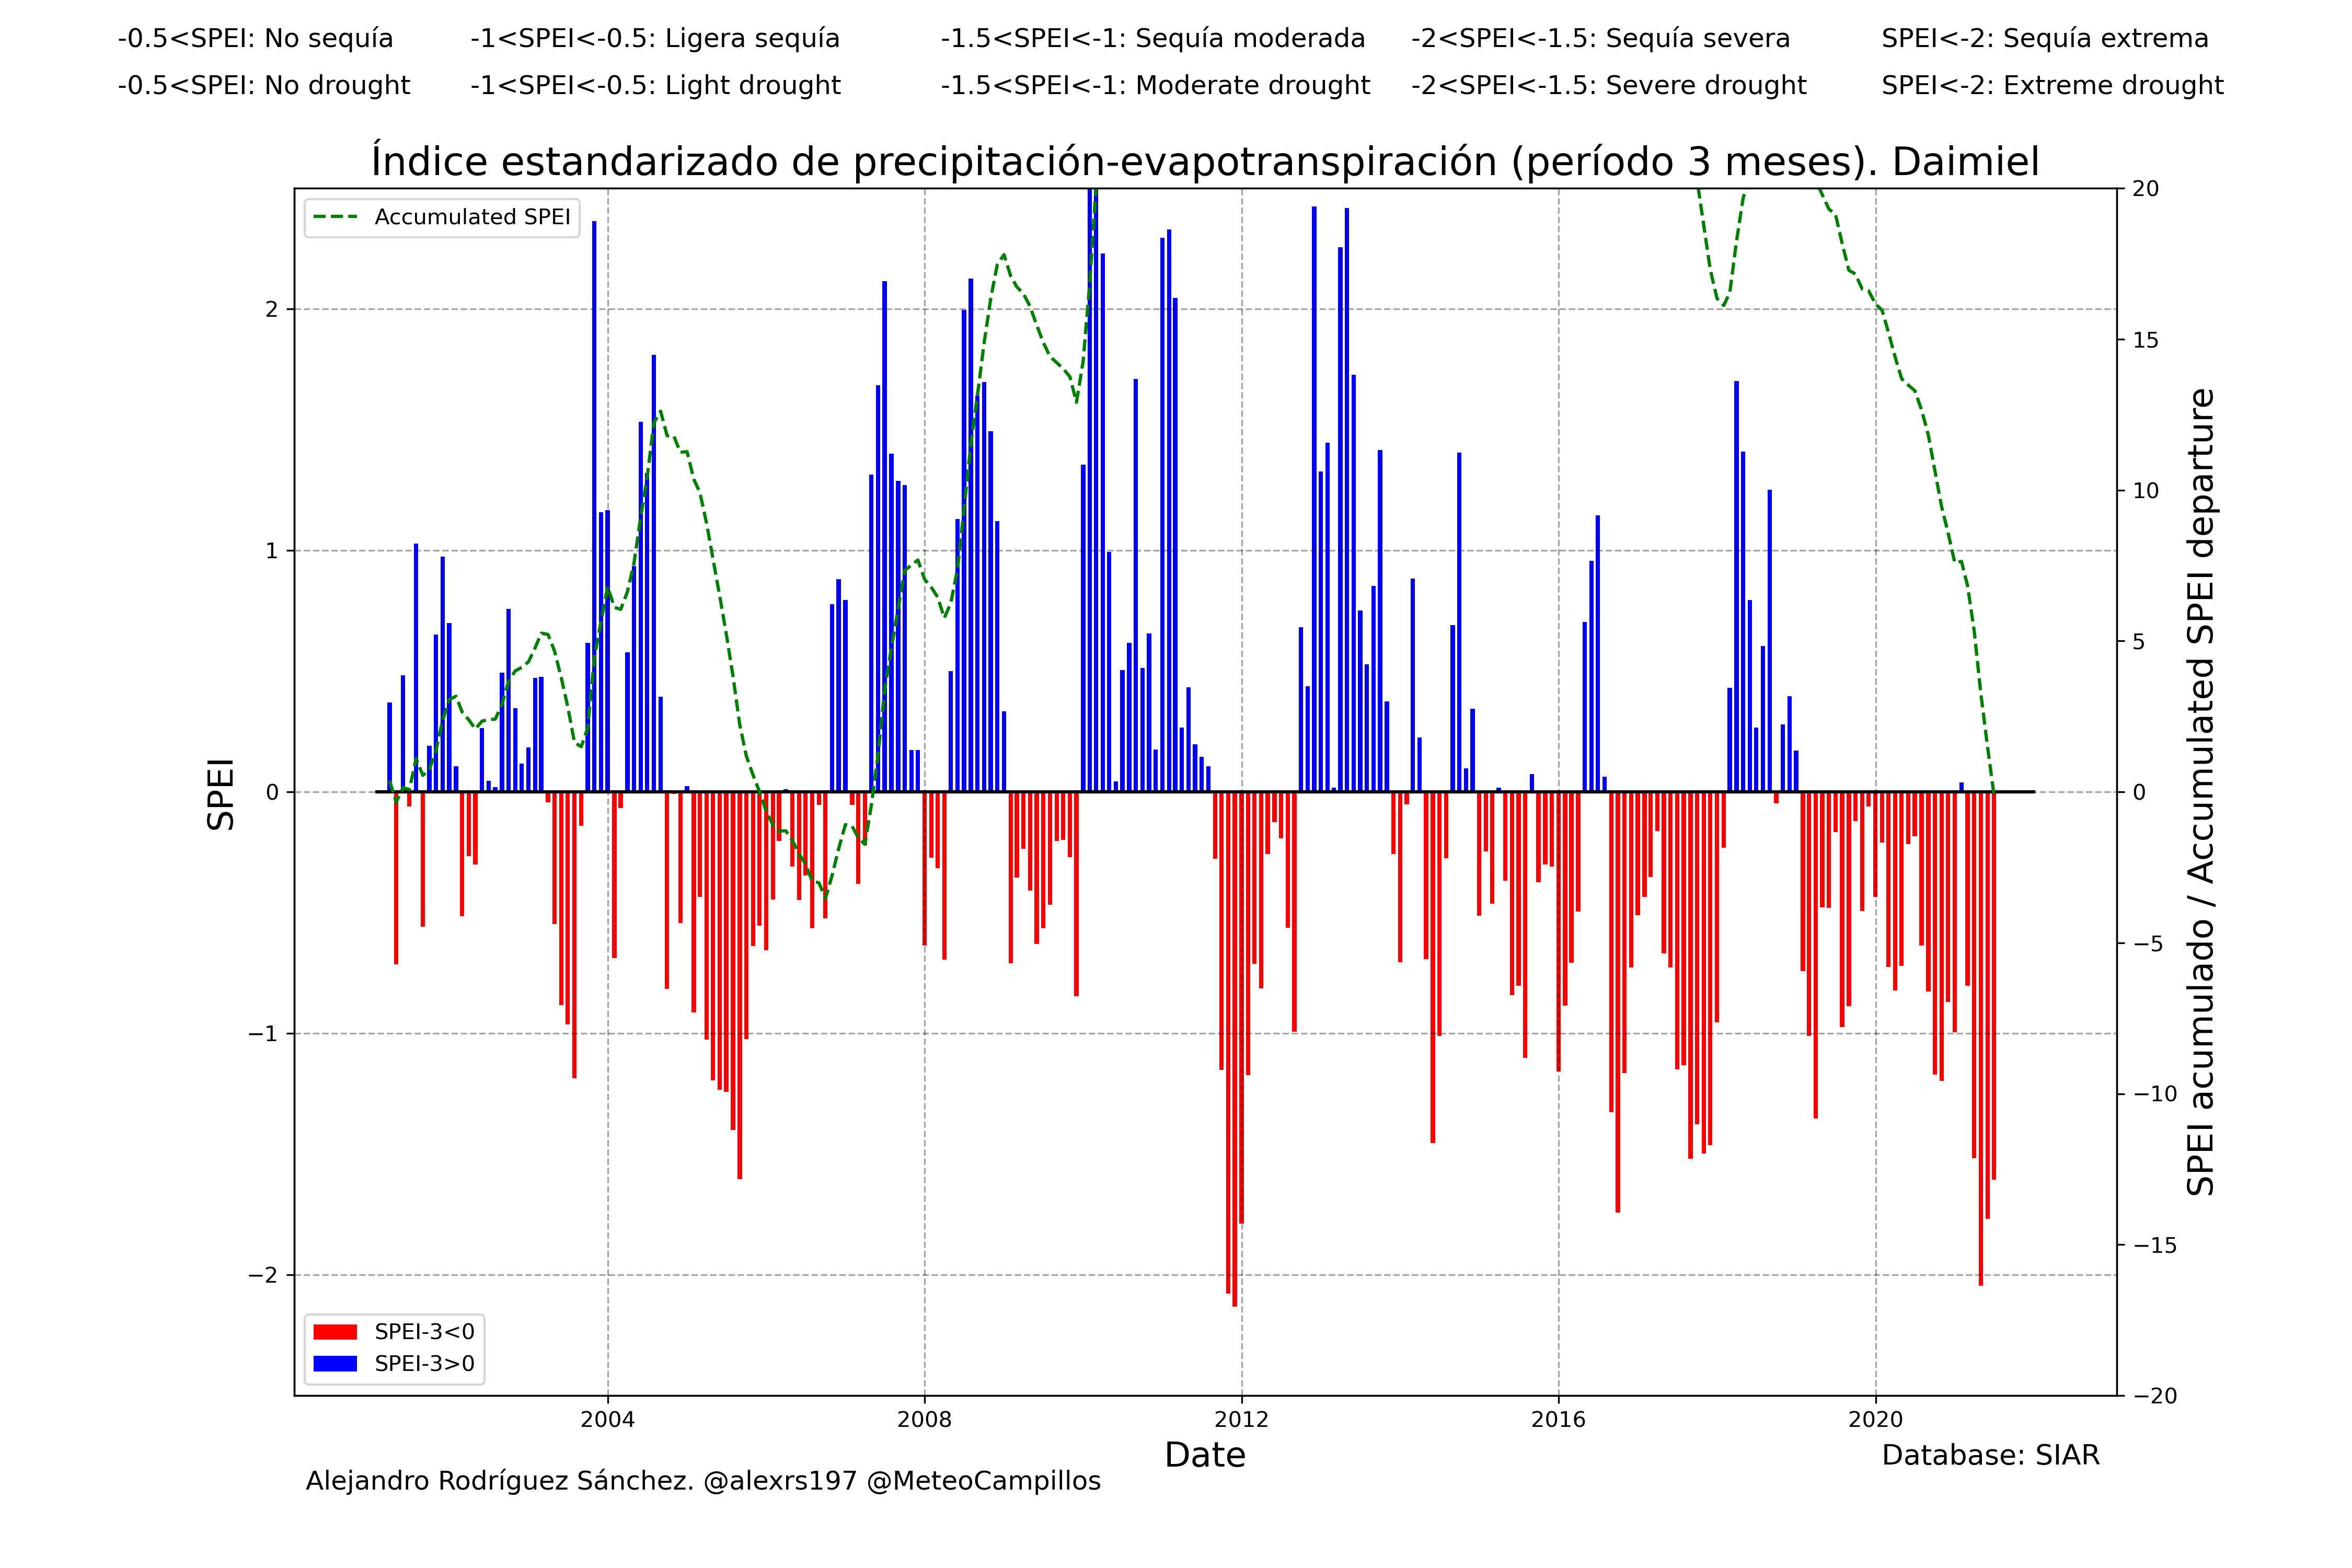 -0.5<SPEI: No sequía -1<SPEI<-0.5: Ligera sequía -1.5<SPEI<-1: Sequía moderada -2<SPEI<-1.5: Sequía severa SPEI<-2: Sequía extrema
-0.5<SPEI: No drought -1<SPEI<-0.5: Light drought -1.5<SPEI<-1: Moderate drought -2<SPEI<-1.5: Severe drought SPEI<-2: Extreme drought
Índice estandarizado de precipitación-evapotranspiración (período 3 meses). Daimiel
Accumulated SPEI
2
1
0
−1
−2
SPEI
20
15
10
5
0
−5
−10
−15
−20
SPEI acumulado / Accumulated SPEI departure
SPEI-3<0
SPEI-3>0
2004 2008 2012 2016 2020
Date
Database: SIAR
Alejandro Rodríguez Sánchez. @alexrs197 @MeteoCampillos